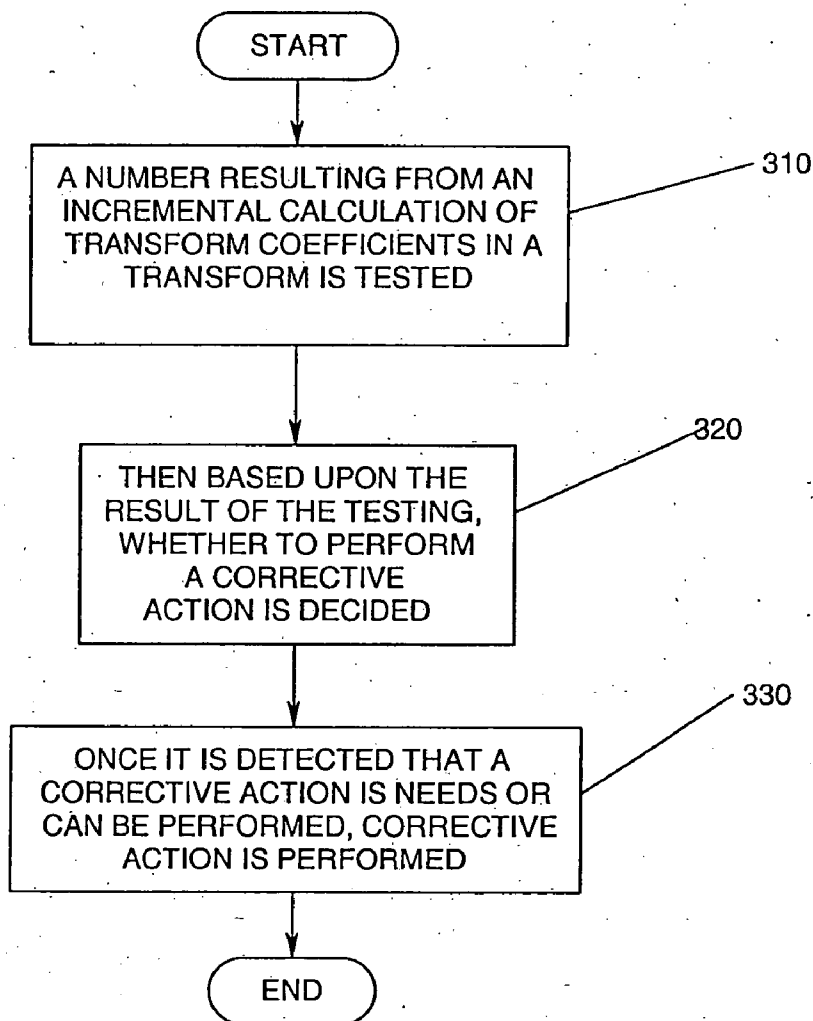 START
A NUMBER RESULTING FROM AN
INCREMENTAL CALCULATION OF
TRANSFORM COEFFICIENTS IN A
TRANSFORM IS TESTED
310
THEN BASED UPON THE
RESULT OF THE TESTING,
WHETHER TO PERFORM
A CORRECTIVE
ACTION IS DECIDED
320
ONCE IT IS DETECTED THAT A
CORRECTIVE ACTION IS NEEDS OR
CAN BE PERFORMED, CORRECTIVE
ACTION IS PERFORMED
330
END